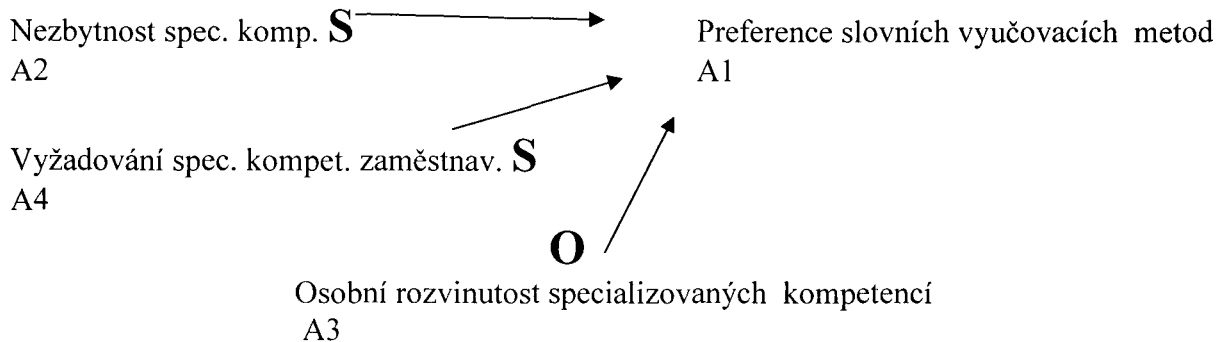 Nezbytnost spec. komp. S
Preference slovních vyučovacích metod
A2
A1
Vyžadování spec. kompet. zaměstnav. S
A4
O
Osobní rozvinutost specializovaných kompetencí
A3